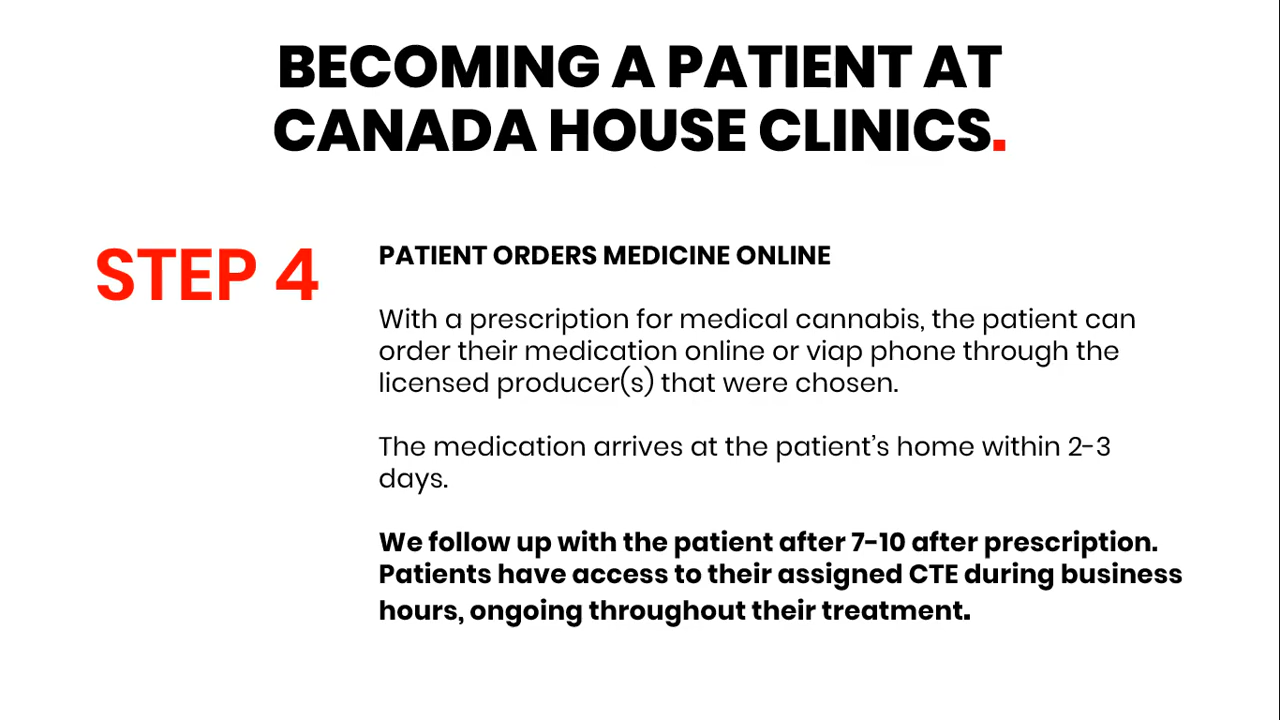 BECOMING A PATIENT AT
CANADA HOUSE CLINICS.
STEP 4
PATIENT ORDERS MEDICINE ONLINE
With a prescription for medical cannabis, the patient can
order their medication online or viap phone through the
licensed producer(s) that were chosen.
The medication arrives at the patient’s home within 2-3
days.
We follow up with the patient after 7-10 after prescription.
Patients have access to their assigned CTE during business
hours, ongoing throughout their treatment.